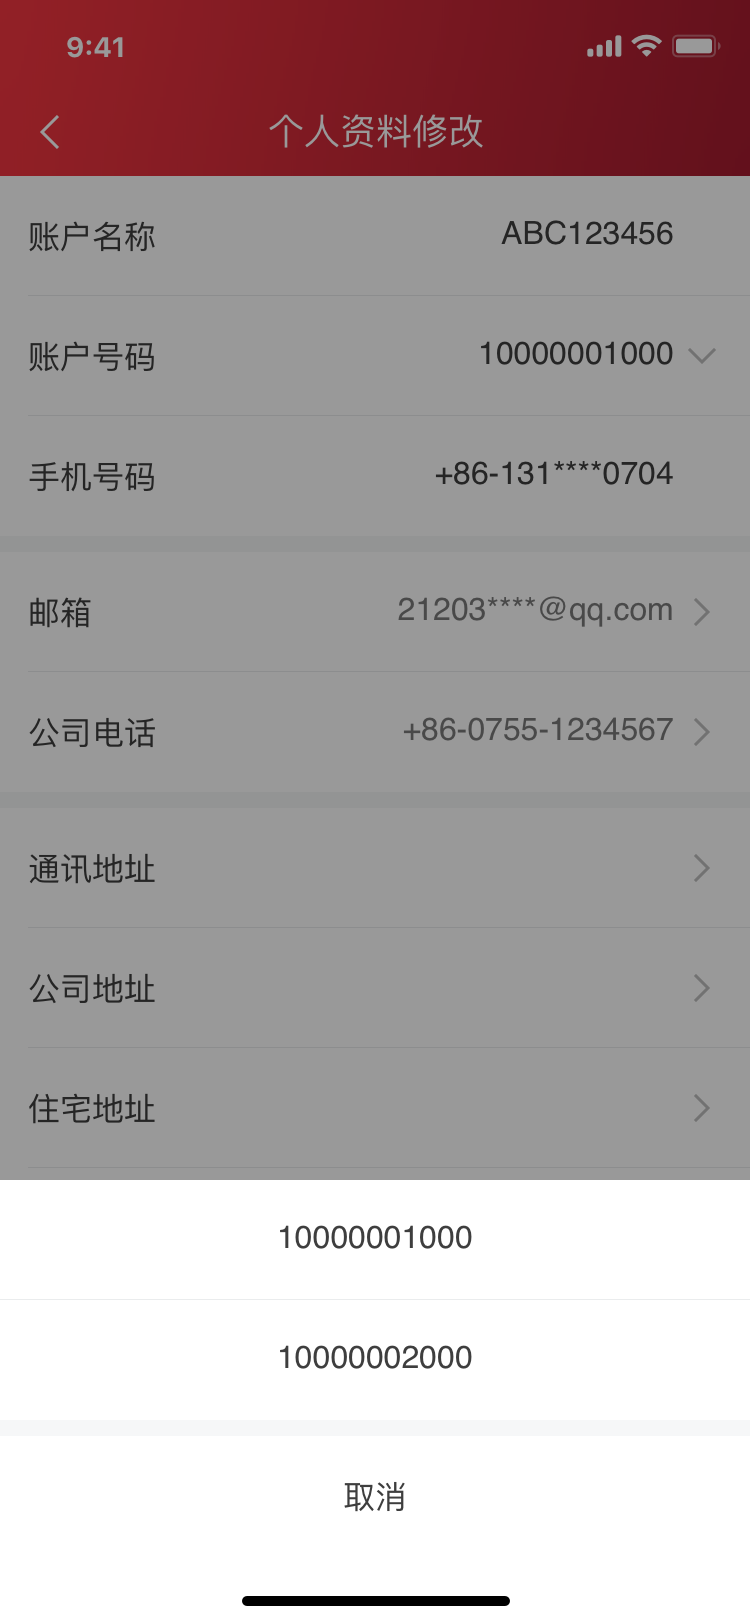 9:41
个人资料修改
账户名称 ABC123456
账户号码 10000001000
手机号码 +86-131****0704
邮箱 21203****@qq.com
公司电话 +86-0755-1234567
通讯地址
公司地址
住宅地址
10000001000
10000002000
取消